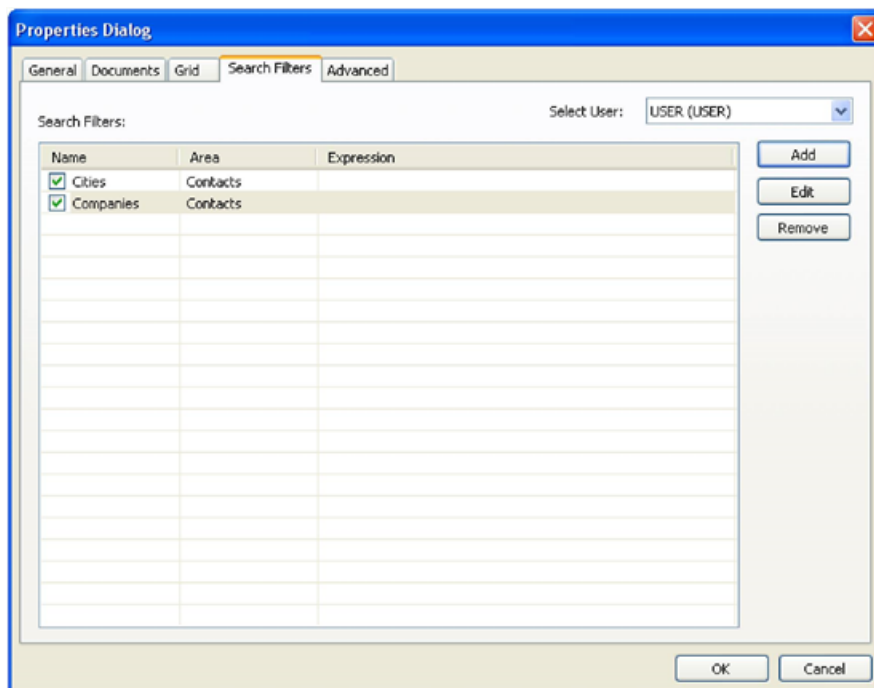 Properties Dialog
General Documents Grid Search Filters Advanced
Select User: USER (USER)
Search Filters:
Name Area Expression
Add
Cities Contacts
Edit
Companies Contacts
Remove
OK Cancel